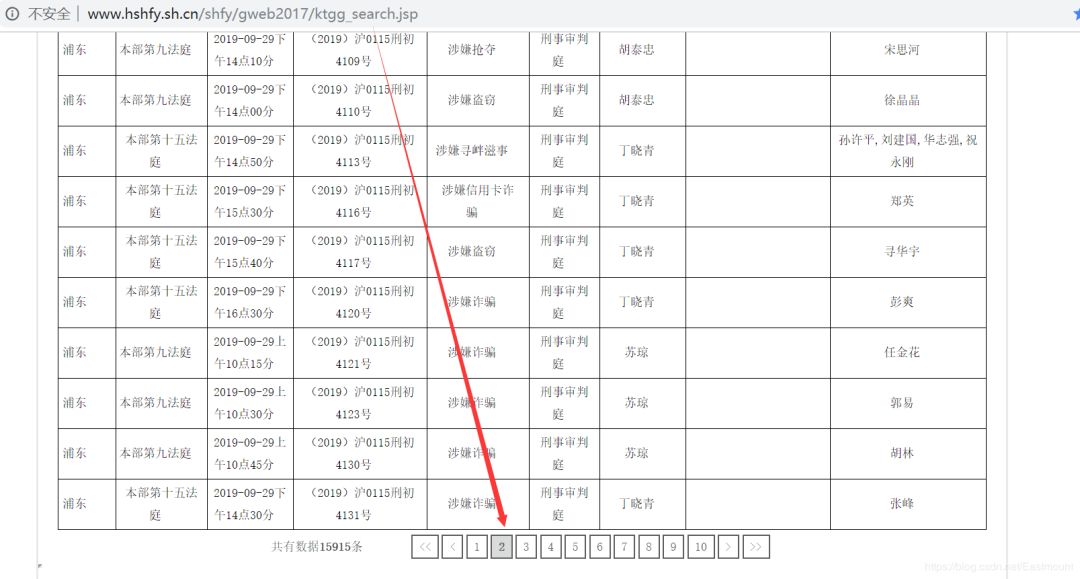 不安全 www.hshfy.sh.cn/shfy/gweb2017/ktgg_search.jsp
浦东 本部第九法庭 2019-09-29下午14点10分 （2019）沪0115刑初4109号 涉嫌抢夺 刑事审判庭 胡泰忠 宋思河
浦东 本部第九法庭 2019-09-29下午14点00分 （2019）沪0115刑初4110号 涉嫌盗窃 刑事审判庭 胡泰忠 徐晶晶
浦东 本部第十五法庭 2019-09-29下午14点50分 （2019）沪0115刑初4113号 涉嫌寻衅滋事 刑事审判庭 丁晓青 孙许平,刘建国,华志强,祝永刚
浦东 本部第十五法庭 2019-09-29下午15点30分 （2019）沪0115刑初4116号 涉嫌信用卡诈骗 刑事审判庭 丁晓青 郑英
浦东 本部第十五法庭 2019-09-29下午15点40分 （2019）沪0115刑初4117号 涉嫌盗窃 刑事审判庭 丁晓青 寻华宇
浦东 本部第十五法庭 2019-09-29下午16点30分 （2019）沪0115刑初4120号 涉嫌诈骗 刑事审判庭 丁晓青 彭爽
浦东 本部第九法庭 2019-09-29上午10点15分 （2019）沪0115刑初4121号 涉嫌诈骗 刑事审判庭 苏琼 任金花
浦东 本部第九法庭 2019-09-29上午10点30分 （2019）沪0115刑初4123号 涉嫌诈骗 刑事审判庭 苏琼 郭易
浦东 本部第九法庭 2019-09-29上午10点45分 （2019）沪0115刑初4130号 涉嫌诈骗 刑事审判庭 苏琼 胡林
浦东 本部第十五法庭 2019-09-29下午14点30分 （2019）沪0115刑初4131号 涉嫌诈骗 刑事审判庭 丁晓青 张峰
共有数据15915条 << < 1 2 3 4 5 6 7 8 9 10 > >>
https://blog.csdn.net/Eastmount